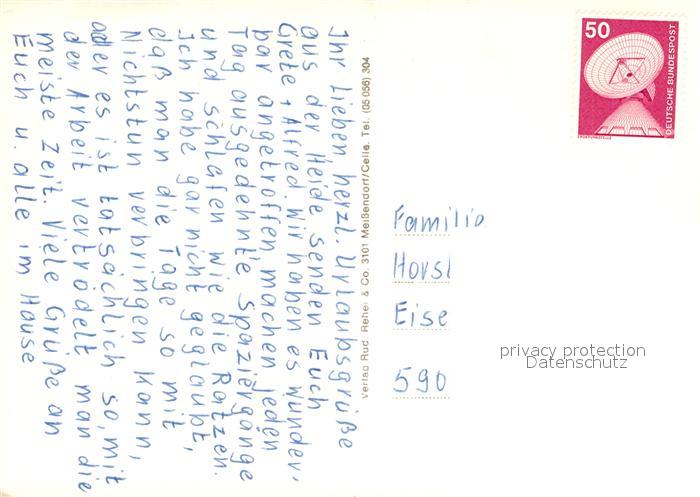 Ihr Lieben herzl. Urlaubsgrüße
aus der Heide senden Euch
Grete + Alfred. Wir haben es wunder-
bar angetroffen, machen jeden
Tag ausgedehnte Spaziergänge
und schlafen wie die Ratzen.
Ich habe gar nicht geglaubt,
daß man die Tage so mit
Nichtstun verbringen kann,
oder es ist tatsächlich so, mit
der Arbeit vertrödelt man die
meiste Zeit. Viele Grüße an
Euch u. alle im Hause
Verlag Rud. Reher & Co. 3101 Meißendorf/Celle, Tel. (05 056) 304
50
DEUTSCHE BUNDESPOST
ERDFUNKSTELLE
Familie
Horst
Eise
590
privacy protection
Datenschutz